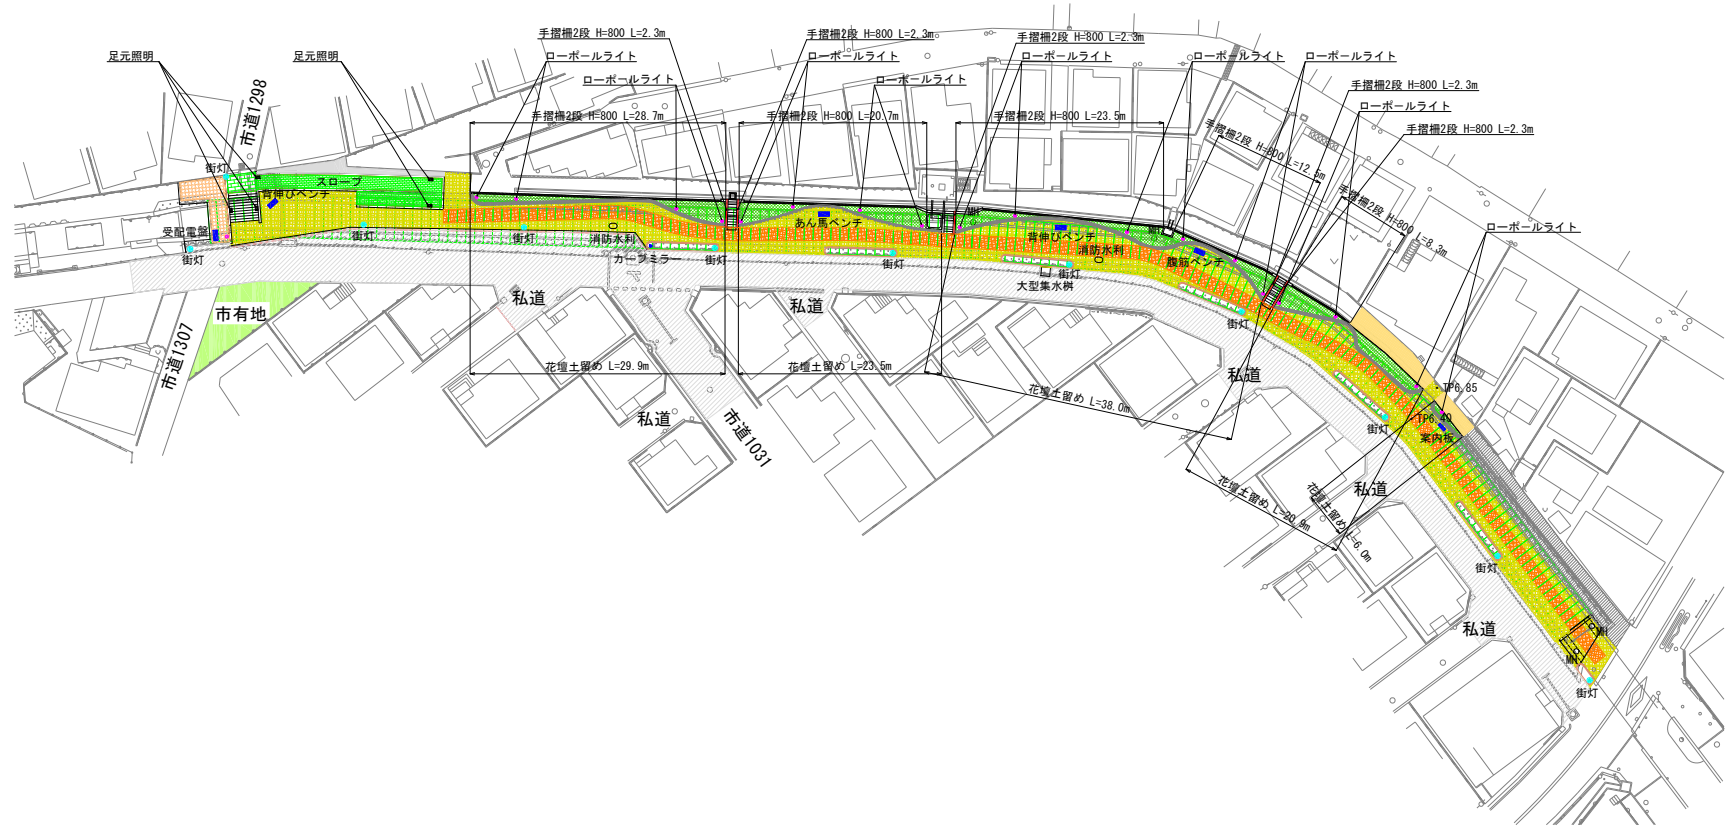 手摺柵2段 H=800 L=2.3m
手摺柵2段 H=800 L=2.3m
手摺柵2段 H=800 L=2.3m
足元照明
足元照明
ローポールライト
ローポールライト
ローポールライト
ローポールライト
ローポールライト
ローポールライト
ローポールライト
手摺柵2段 H=800 L=2.3m
ローポールライト
手摺柵2段 H=800 L=2.3m
市道1298
手摺柵2段 H=800 L=28.7m
手摺柵2段 H=800 L=20.7m
手摺柵2段 H=800 L=23.5m
手摺柵2段 H=800 L=12.5m
手摺柵2段 H=800 L=8.3m
ローポールライト
街灯
スロープ
背伸びベンチ
受配電盤
街灯
街灯
街灯
消防水利
カーブミラー
街灯
あん馬ベンチ
街灯
MH
背伸びベンチ
消防水利
街灯
大型集水桝
MH
腹筋ベンチ
街灯
市有地
市道1307
私道
私道
私道
市道1031
花壇土留め L=29.9m
花壇土留め L=23.5m
花壇土留め L=38.0m
私道
TP6.85
TP6.40
案内板
街灯
花壇土留め L=20.9m
花壇土留め L=6.0m
私道
街灯
私道
MH
MH
街灯